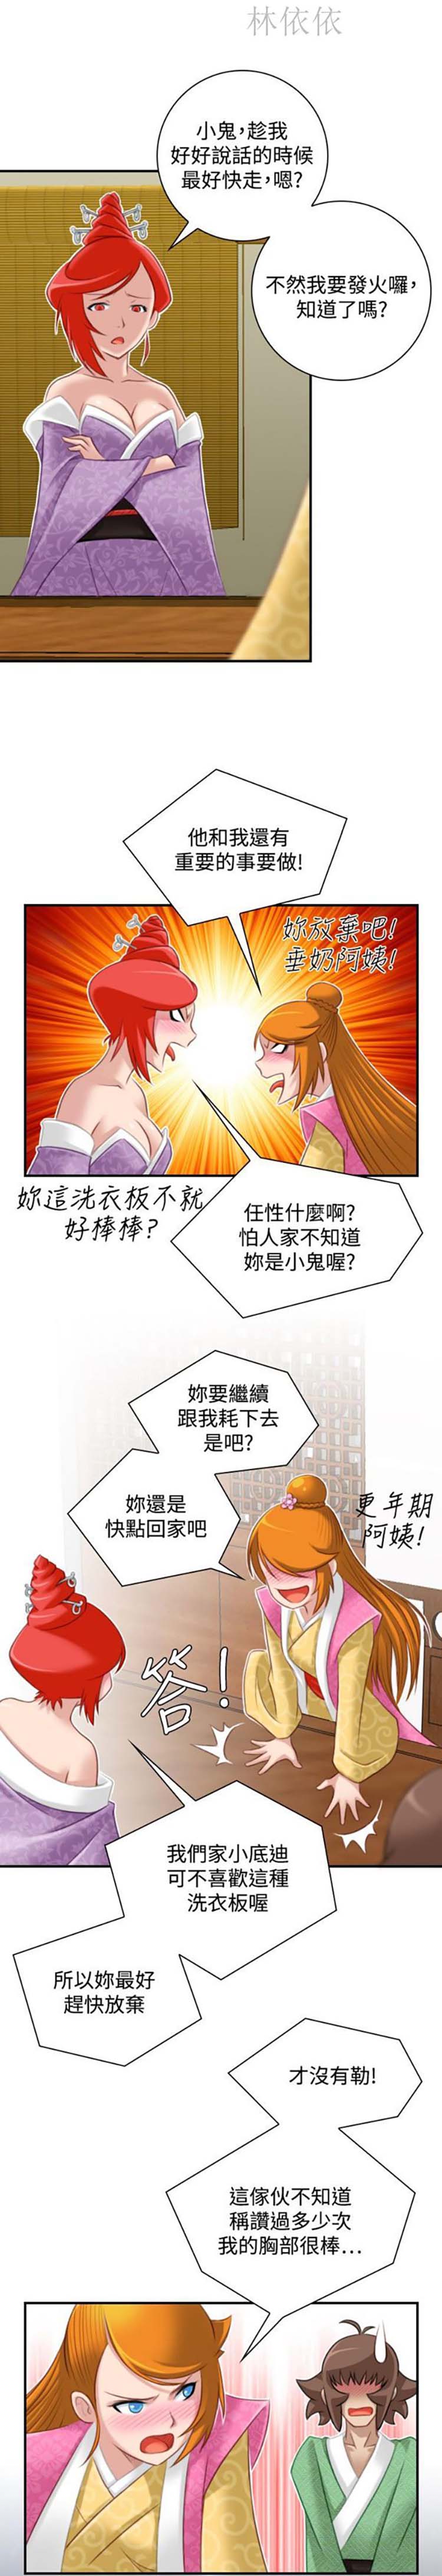 林依依
小鬼，趁我
好好說話的時候
最好快走，嗯？
不然我要發火囉，
知道了嗎？
他和我還有
重要的事要做！
妳放棄吧！
垂奶阿姨！
妳這洗衣板不就
好棒棒？
任性什麼啊？
怕人家不知道
妳是小鬼喔？
妳要繼續
跟我耗下去
是吧？
妳還是
快點回家吧
更年期
阿姨！
答！
我們家小底迪
可不喜歡這種
洗衣板喔
所以妳最好
趕快放棄
才沒有勒！
這傢伙不知道
稱讚過多少次
我的胸部很棒…